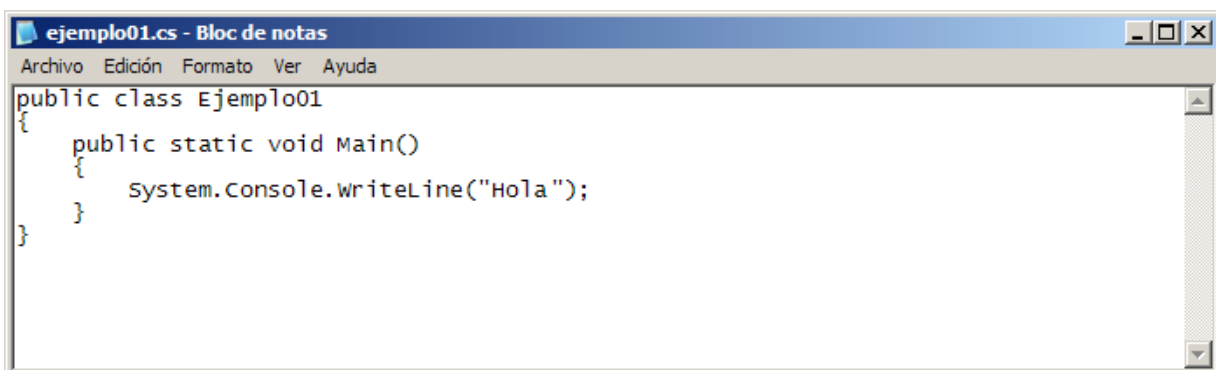 ejemplo01.cs - Bloc de notas
Archivo Edición Formato Ver Ayuda
public class Ejemplo01
{
    public static void Main()
    {
        System.Console.WriteLine("Hola");
    }
}